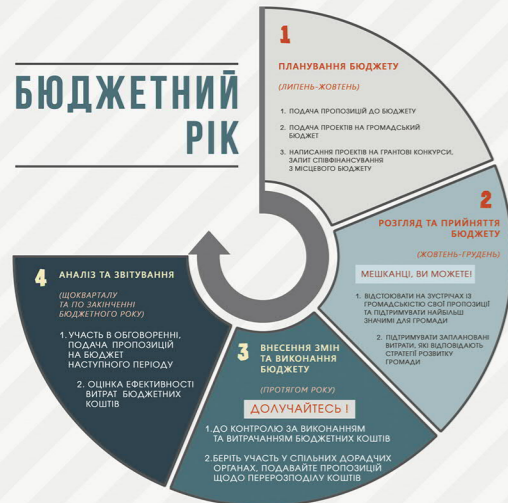 БЮДЖЕТНИЙ
РІК
1
ПЛАНУВАННЯ БЮДЖЕТУ
(ЛИПЕНЬ-ЖОВТЕНЬ)
1. ПОДАЧА ПРОПОЗИЦІЙ ДО БЮДЖЕТУ
2. ПОДАЧА ПРОЕКТІВ НА ГРОМАДСЬКИЙ
БЮДЖЕТ
3. НАПИСАННЯ ПРОЕКТІВ НА ГРАНТОВІ КОНКУРСИ,
ЗАПИТ СПІВФІНАНСУВАННЯ
З МІСЦЕВОГО БЮДЖЕТУ
2
РОЗГЛЯД ТА ПРИЙНЯТТЯ
БЮДЖЕТУ
(ЖОВТЕНЬ-ГРУДЕНЬ)
МЕШКАНЦІ, ВИ МОЖЕТЕ!
1. ВІДСТОЮВАТИ НА ЗУСТРІЧАХ ІЗ
ГРОМАДСЬКІСТЮ СВОЇ ПРОПОЗИЦІЇ
ТА ПІДТРИМУВАТИ НАЙБІЛЬШ
ЗНАЧИМІ ДЛЯ ГРОМАДИ
2. ПІДТРИМУВАТИ ЗАПЛАНОВАНІ
ВИТРАТИ, ЯКІ ВІДПОВІДАЮТЬ
СТРАТЕГІЇ РОЗВИТКУ
ГРОМАДИ
3
ВНЕСЕННЯ ЗМІН
ТА ВИКОНАННЯ
БЮДЖЕТУ
(ПРОТЯГОМ РОКУ)
ДОЛУЧАЙТЕСЬ !
1.ДО КОНТРОЛЮ ЗА ВИКОНАННЯМ
ТА ВИТРАЧАННЯМ БЮДЖЕТНИХ КОШТІВ
2.БЕРІТЬ УЧАСТЬ У СПІЛЬНИХ ДОРАДЧИХ
ОРГАНАХ, ПОДАВАЙТЕ ПРОПОЗИЦІЙ
ЩОДО ПЕРЕРОЗПОДІЛУ КОШТІВ
4
АНАЛІЗ ТА ЗВІТУВАННЯ
(ЩОКВАРТАЛУ
ТА ПО ЗАКІНЧЕННІ
БЮДЖЕТНОГО РОКУ)
1.УЧАСТЬ В ОБГОВОРЕННІ,
ПОДАЧА ПРОПОЗИЦІЙ
НА БЮДЖЕТ
НАСТУПНОГО ПЕРІОДУ
2. ОЦІНКА ЕФЕКТИВНОСТІ
ВИТРАТ БЮДЖЕТНИХ
КОШТІВ